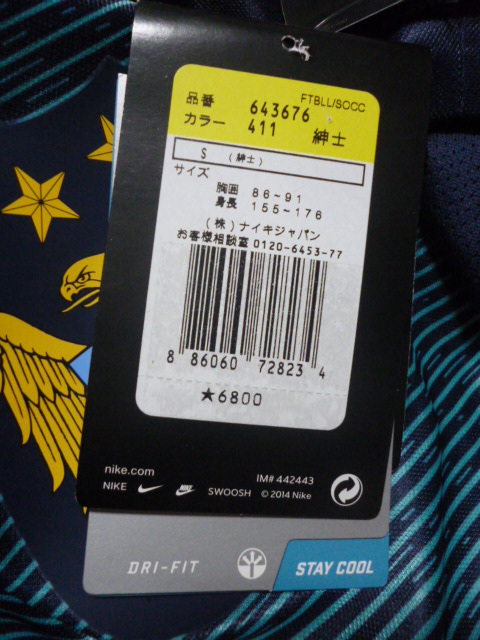 FTBLL/SOCC
品番 643676
カラー 411 紳士
S (紳士)
サイズ
胸囲 86-91
身長 155-176
(株)ナイキジャパン
お客様相談室 0120-6453-77
8 86060 72823 4
★6800
nike.com
NIKE
SWOOSH
IM# 442443
© 2014 Nike
DRI-FIT
STAY COOL